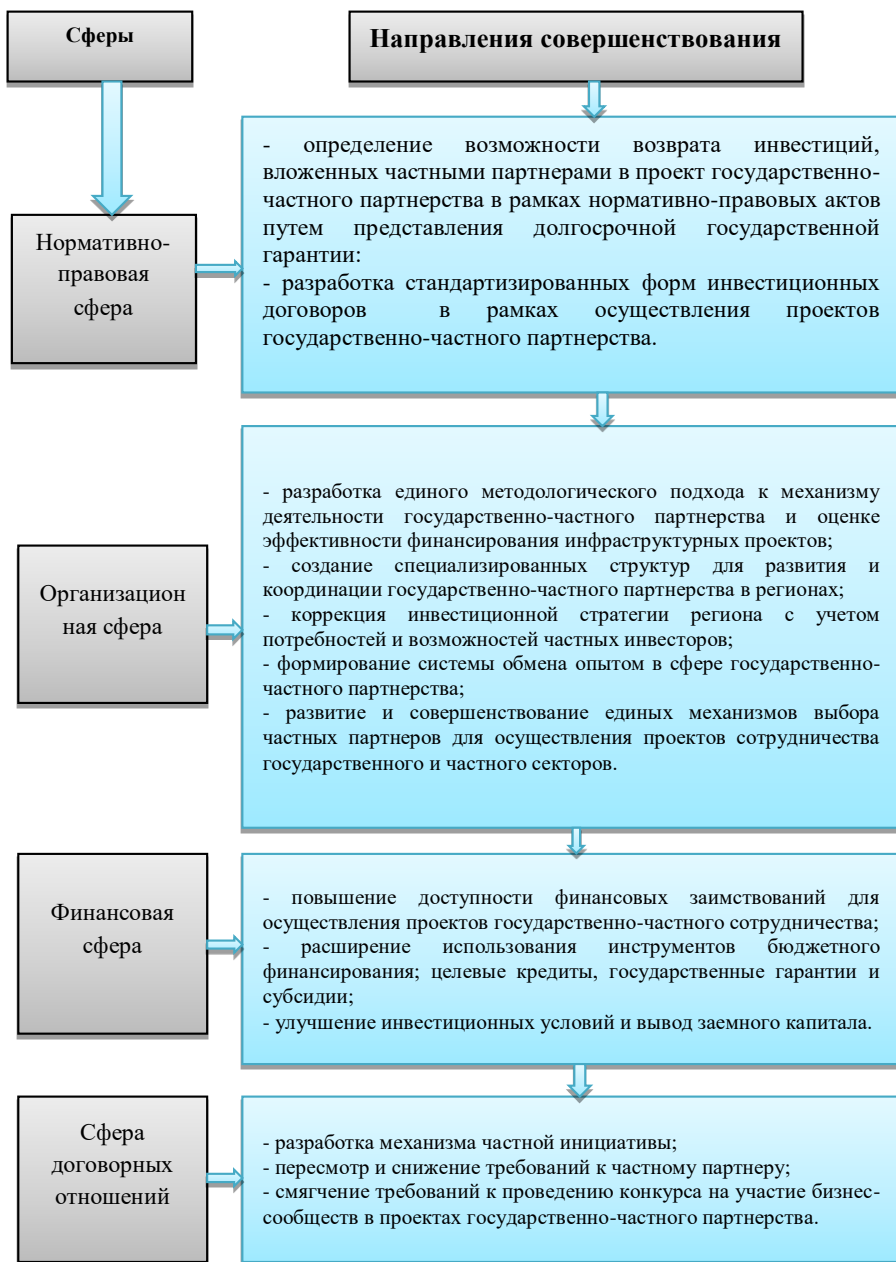 Сферы
Направления совершенствования
Нормативно-
правовая
сфера
- определение возможности возврата инвестиций,
вложенных частными партнерами в проект государственно-
частного партнерства в рамках нормативно-правовых актов
путем представления долгосрочной государственной
гарантии:
- разработка стандартизированных форм инвестиционных
договоров в рамках осуществления проектов
государственно-частного партнерства.
Организацион
ная сфера
- разработка единого методологического подхода к механизму
деятельности государственно-частного партнерства и оценке
эффективности финансирования инфраструктурных проектов;
- создание специализированных структур для развития и
координации государственно-частного партнерства в регионах;
- коррекция инвестиционной стратегии региона с учетом
потребностей и возможностей частных инвесторов;
- формирование системы обмена опытом в сфере государственно-
частного партнерства;
- развитие и совершенствование единых механизмов выбора
частных партнеров для осуществления проектов сотрудничества
государственного и частного секторов.
Финансовая
сфера
- повышение доступности финансовых заимствований для
осуществления проектов государственно-частного сотрудничества;
- расширение использования инструментов бюджетного
финансирования; целевые кредиты, государственные гарантии и
субсидии;
- улучшение инвестиционных условий и вывод заемного капитала.
Сфера
договорных
отношений
- разработка механизма частной инициативы;
- пересмотр и снижение требований к частному партнеру;
- смягчение требований к проведению конкурса на участие бизнес-
сообществ в проектах государственно-частного партнерства.